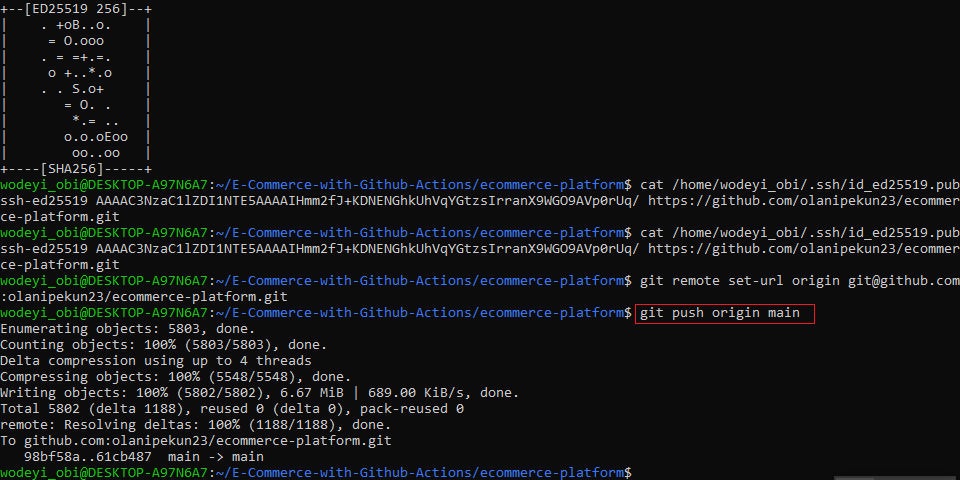 +--[ED25519 256]--+
|    . +oB..o.    |
|     = O.ooo     |
|    . = =+.=.    |
|     o +..*.o    |
|    . . S.o+     |
|       = O. .    |
|        *.= ..   |
|       o.o.oEoo  |
|        oo..oo   |
+----[SHA256]-----+
wodeyi_obi@DESKTOP-A97N6A7:~/E-Commerce-with-Github-Actions/ecommerce-platform$ cat /home/wodeyi_obi/.ssh/id_ed25519.pub
ssh-ed25519 AAAAC3NzaC1lZDI1NTE5AAAAIHmm2fJ+KDNENGhkUhVqYGtzsIrranX9WGO9AVp0rUq/ https://github.com/olanipekun23/ecommer
ce-platform.git
wodeyi_obi@DESKTOP-A97N6A7:~/E-Commerce-with-Github-Actions/ecommerce-platform$ cat /home/wodeyi_obi/.ssh/id_ed25519.pub
ssh-ed25519 AAAAC3NzaC1lZDI1NTE5AAAAIHmm2fJ+KDNENGhkUhVqYGtzsIrranX9WGO9AVp0rUq/ https://github.com/olanipekun23/ecommer
ce-platform.git
wodeyi_obi@DESKTOP-A97N6A7:~/E-Commerce-with-Github-Actions/ecommerce-platform$ git remote set-url origin git@github.com
:olanipekun23/ecommerce-platform.git
wodeyi_obi@DESKTOP-A97N6A7:~/E-Commerce-with-Github-Actions/ecommerce-platform$ git push origin main
Enumerating objects: 5803, done.
Counting objects: 100% (5803/5803), done.
Delta compression using up to 4 threads
Compressing objects: 100% (5548/5548), done.
Writing objects: 100% (5802/5802), 6.67 MiB | 689.00 KiB/s, done.
Total 5802 (delta 1188), reused 0 (delta 0), pack-reused 0
remote: Resolving deltas: 100% (1188/1188), done.
To github.com:olanipekun23/ecommerce-platform.git
   98bf58a..61cb487  main -> main
wodeyi_obi@DESKTOP-A97N6A7:~/E-Commerce-with-Github-Actions/ecommerce-platform$